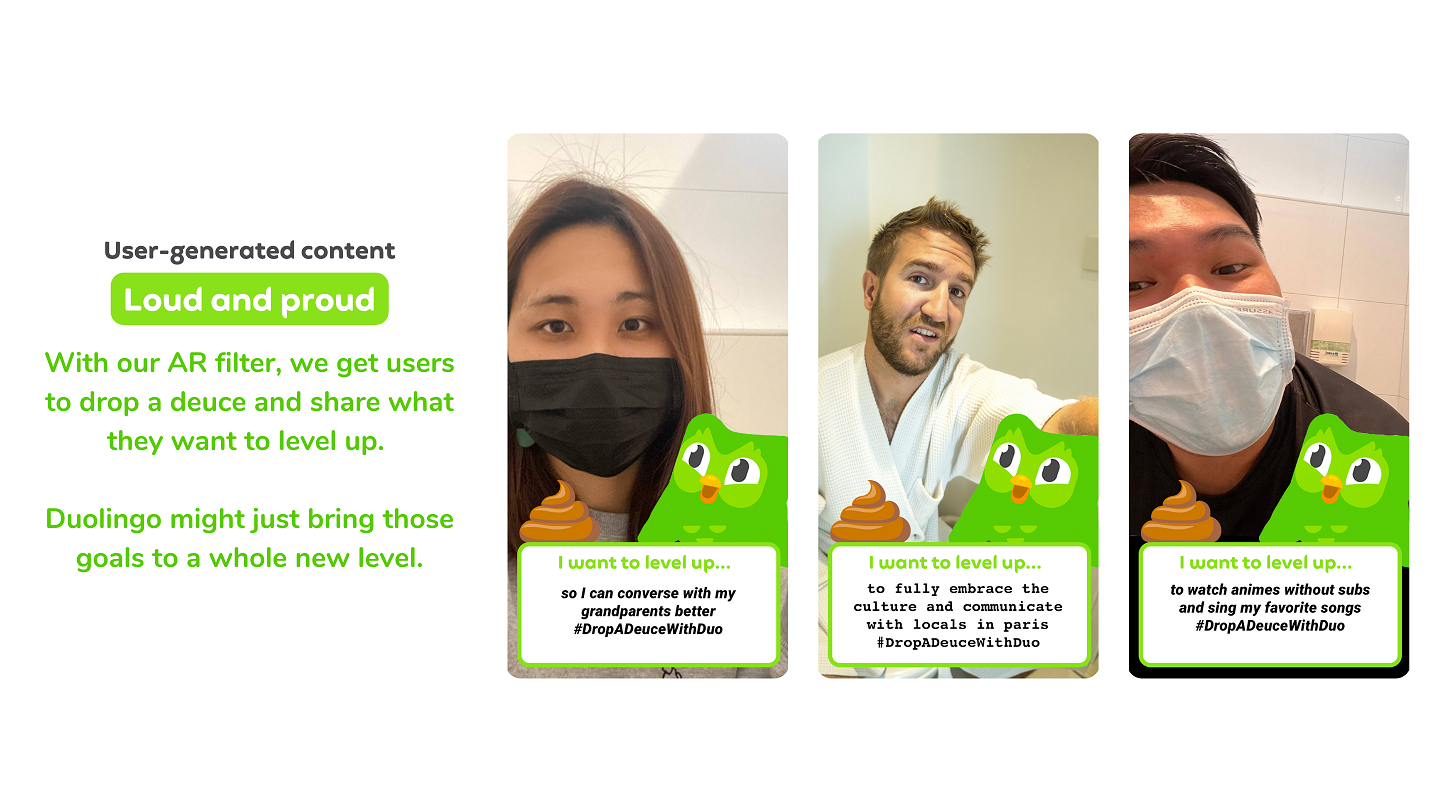 User-generated content
Loud and proud
With our AR filter, we get users
to drop a deuce and share what
they want to level up.
Duolingo might just bring those
goals to a whole new level.
I want to level up...
so I can converse with my
grandparents better
#DropADeuceWithDuo
I want to level up...
to fully embrace the
culture and communicate
with locals in paris
#DropADeuceWithDuo
I want to level up...
to watch animes without subs
and sing my favorite songs
#DropADeuceWithDuo